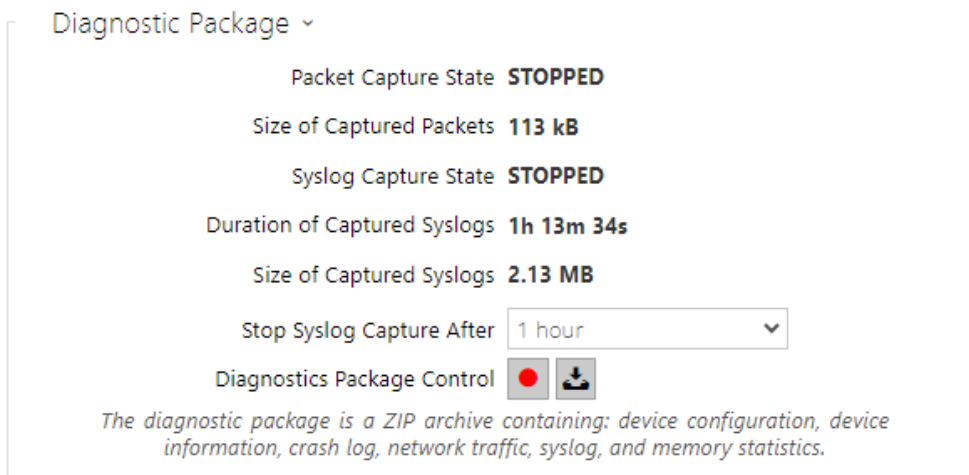 Diagnostic Package
Packet Capture State STOPPED
Size of Captured Packets 113 kB
Syslog Capture State STOPPED
Duration of Captured Syslogs 1h 13m 34s
Size of Captured Syslogs 2.13 MB
Stop Syslog Capture After 1 hour
Diagnostics Package Control
The diagnostic package is a ZIP archive containing: device configuration, device
information, crash log, network traffic, syslog, and memory statistics.